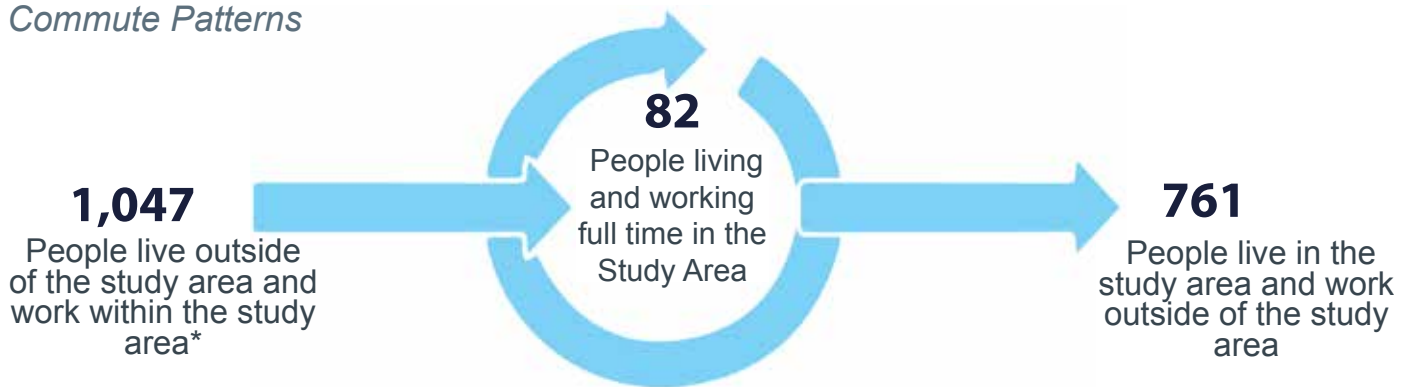 Commute Patterns
1,047
People live outside
of the study area and
work within the study
area*
82
People living
and working
full time in the
Study Area
761
People live in the
study area and work
outside of the study
area